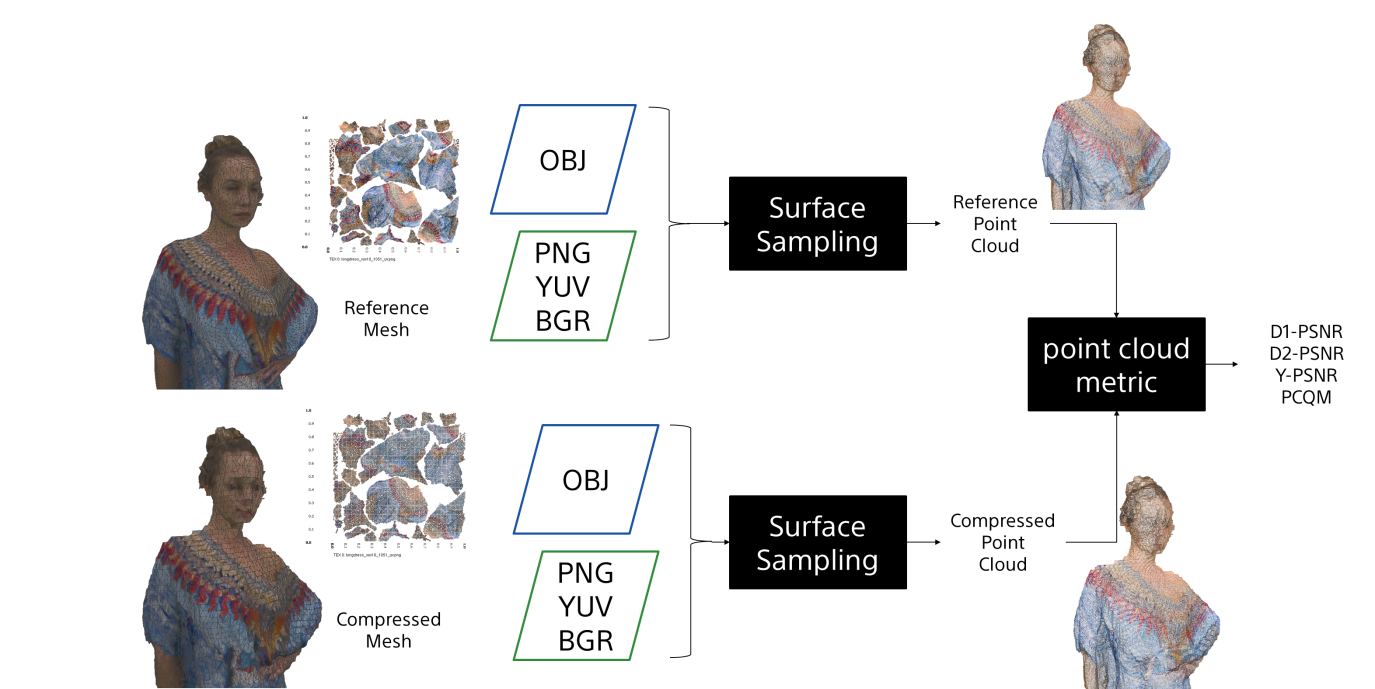 OBJ
PNG
YUV
BGR
Surface
Sampling
Reference
Point
Cloud
Reference
Mesh
point cloud
metric
D1-PSNR
D2-PSNR
Y-PSNR
PCQM
OBJ
PNG
YUV
BGR
Surface
Sampling
Compressed
Point
Cloud
Compressed
Mesh